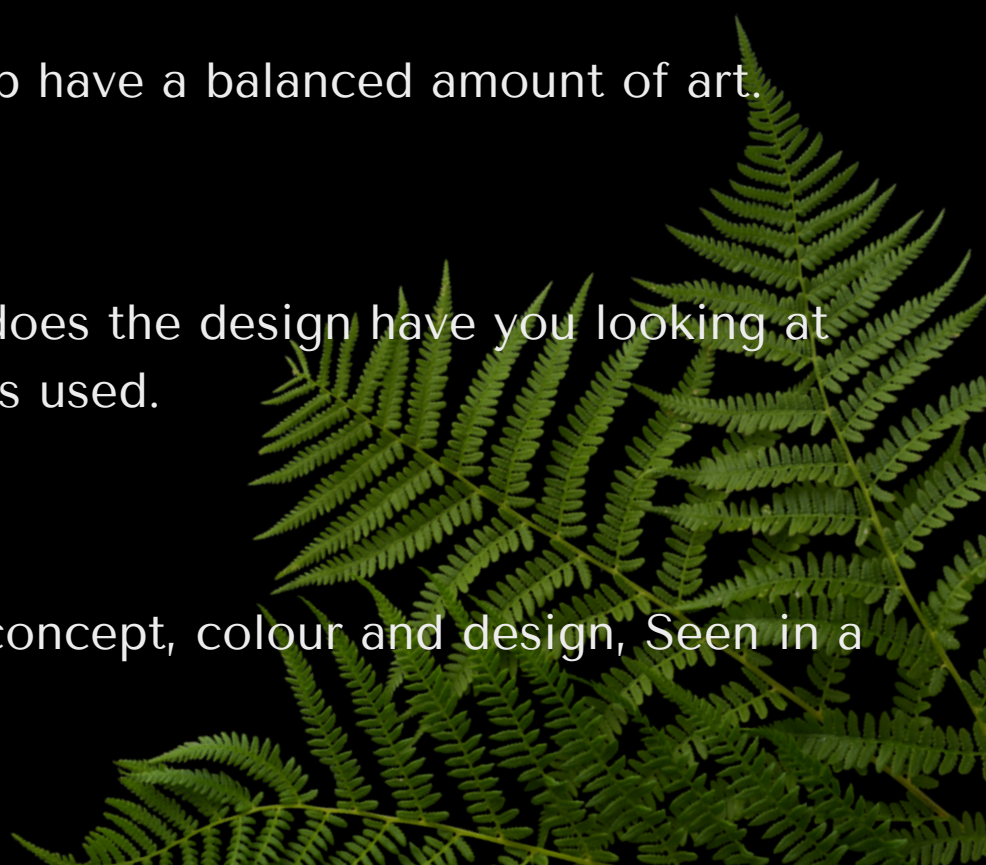 have a balanced amount of art.
does the design have you looking at
s used.
concept, colour and design, Seen in a